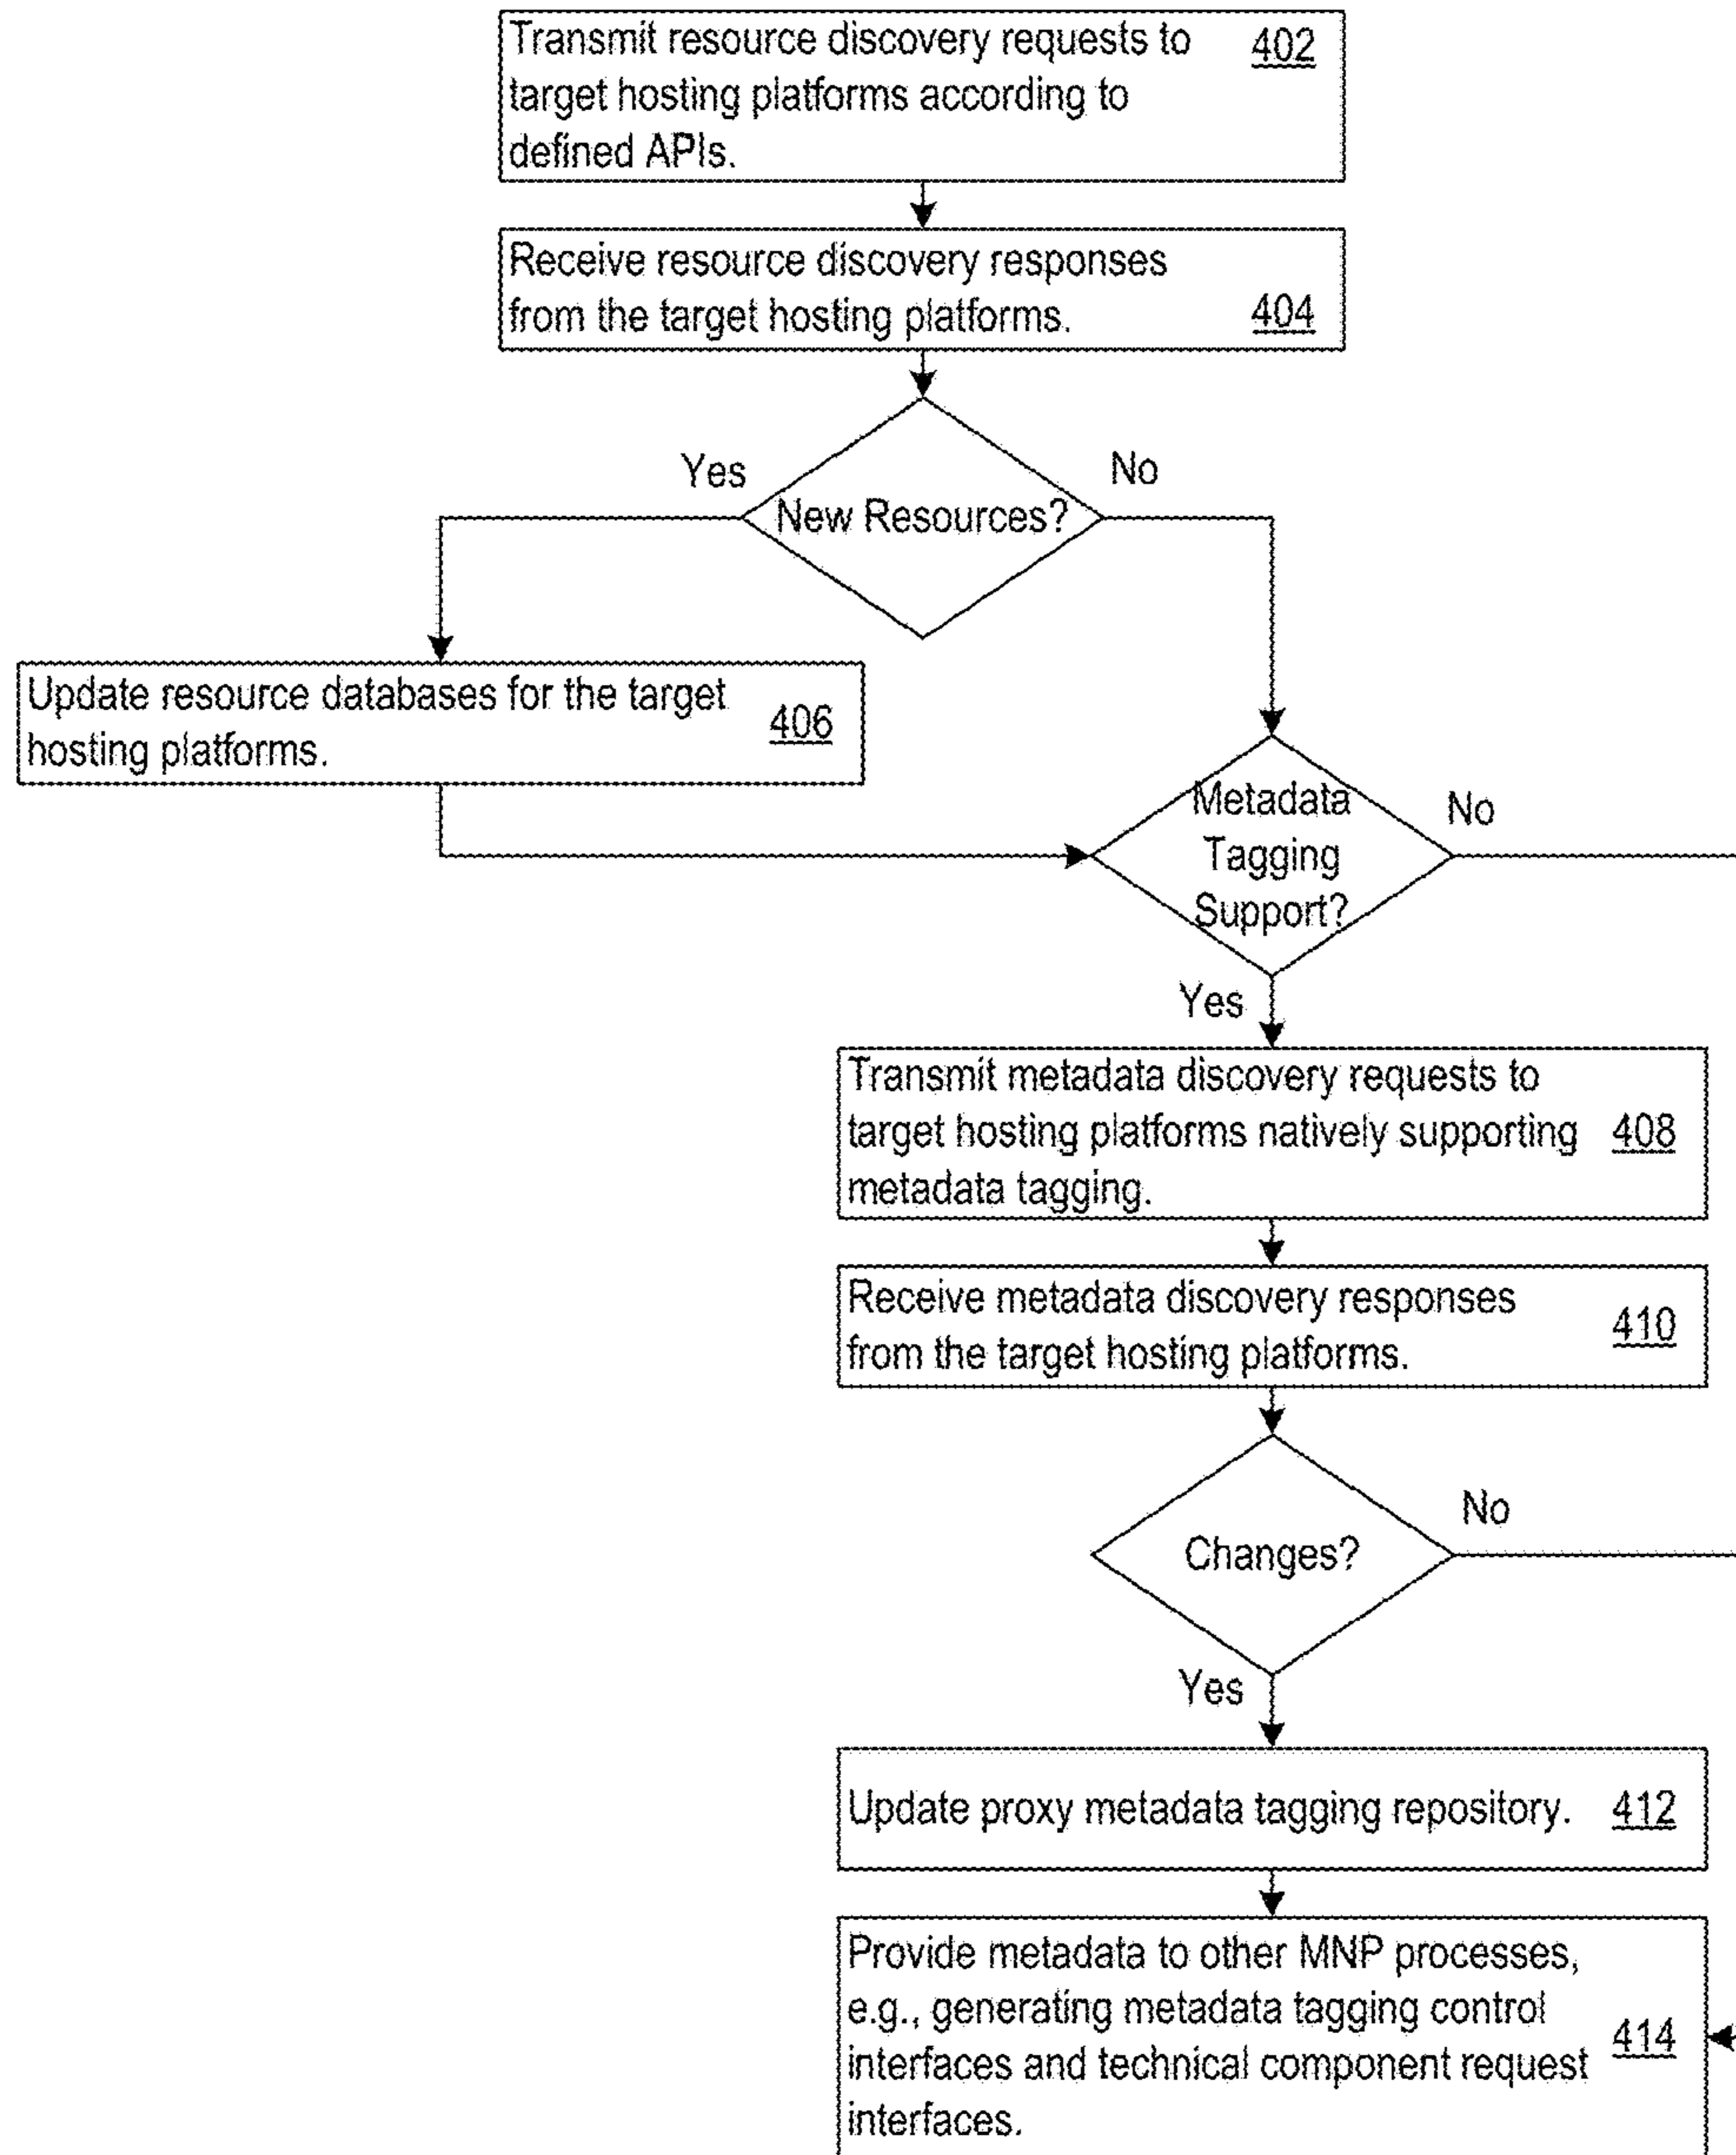 Transmit resource discovery requests to 402
target hosting platforms according to
defined APIs.
Receive resource discovery responses
from the target hosting platforms. 404
Yes
No
New Resources?
Update resource databases for the target
hosting platforms. 406
Metadata
Tagging
Support?
No
Yes
Transmit metadata discovery requests to
target hosting platforms natively supporting 408
metadata tagging.
Receive metadata discovery responses
from the target hosting platforms. 410
Changes?
No
Yes
Update proxy metadata tagging repository. 412
Provide metadata to other MNP processes,
e.g., generating metadata tagging control
interfaces and technical component request 414
interfaces.